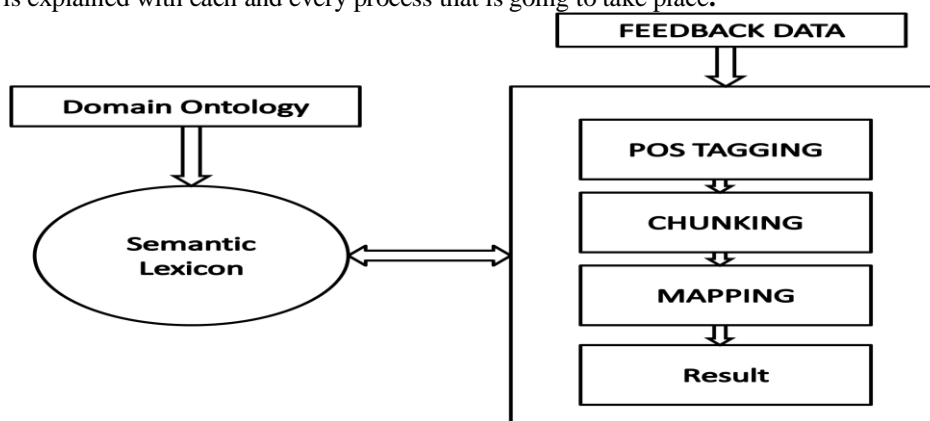 is explained with each and every process that is going to take place.
FEEDBACK DATA
Domain Ontology
POS TAGGING
CHUNKING
Semantic
Lexicon
MAPPING
Result